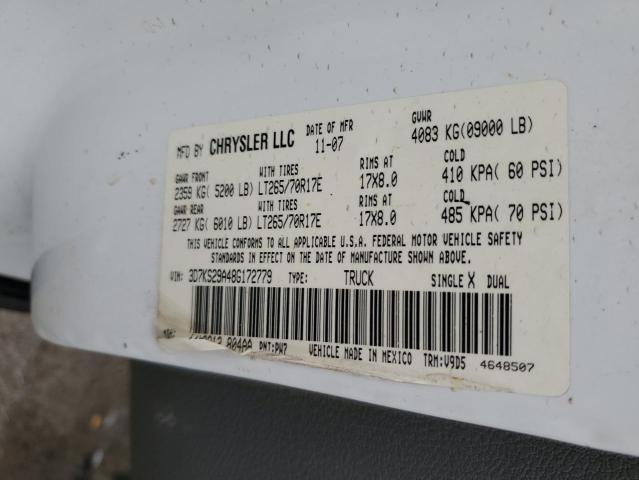 MFD BY CHRYSLER LLC DATE OF MFR 11-07 GVWR 4083 KG(09000 LB)
GAWR FRONT WITH TIRES RIMS AT COLD
2359 KG( 5200 LB) LT265/70R17E 17X8.0 410 KPA( 60 PSI)
GAWR REAR WITH TIRES RIMS AT COLD
2727 KG( 6010 LB) LT265/70R17E 17X8.0 485 KPA( 70 PSI)
THIS VEHICLE CONFORMS TO ALL APPLICABLE U.S.A. FEDERAL MOTOR VEHICLE SAFETY
STANDARDS IN EFFECT ON THE DATE OF MANUFACTURE SHOWN ABOVE.
VIN: 3D7KS29A48G172779 TYPE: TRUCK SINGLE X DUAL
MDH: 804AA PNT:PW7 VEHICLE MADE IN MEXICO TRM:V9D5 4648507